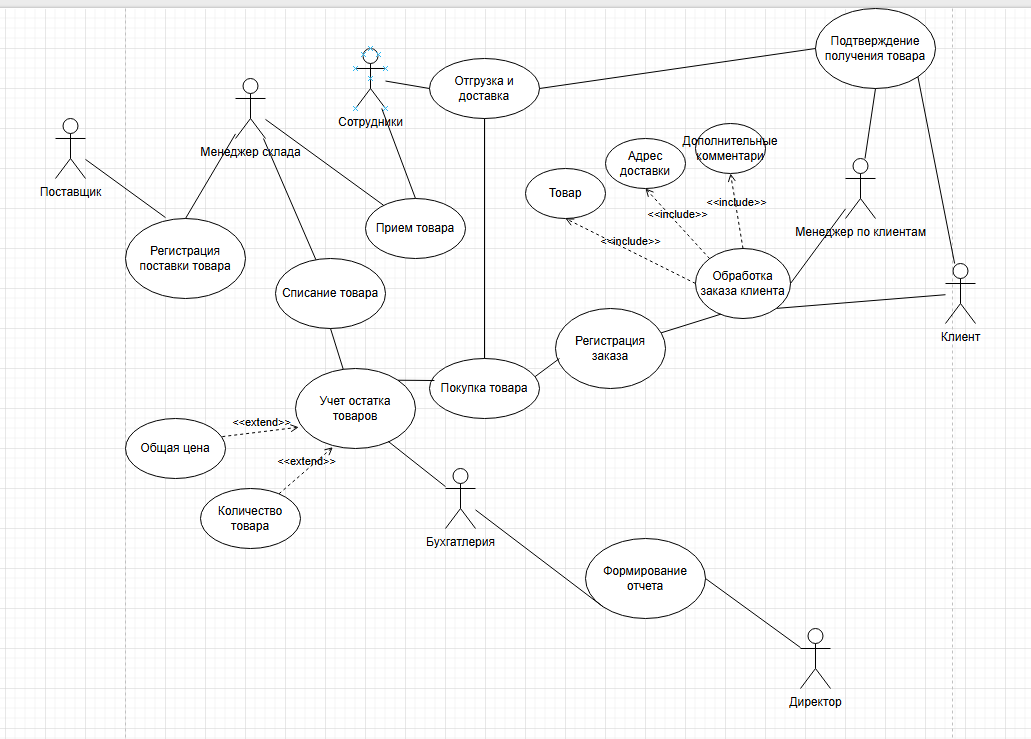 Подтверждение
получения товара
Отгрузка и
доставка
Сотрудники
Менеджер склада
Поставщик
Дополнительные
комментари
Адрес
доставки
Товар
<<include>>
<<include>>
<<include>>
Прием товара
Менеджер по клиентам
Регистрация
поставки товара
Обработка
заказа клиента
Списание товара
Клиент
Регистрация
заказа
Покупка товара
Учет остатка
товаров
<<extend>>
Общая цена
<<extend>>
Количество
товара
Бухгатлерия
Формирование
отчета
Директор